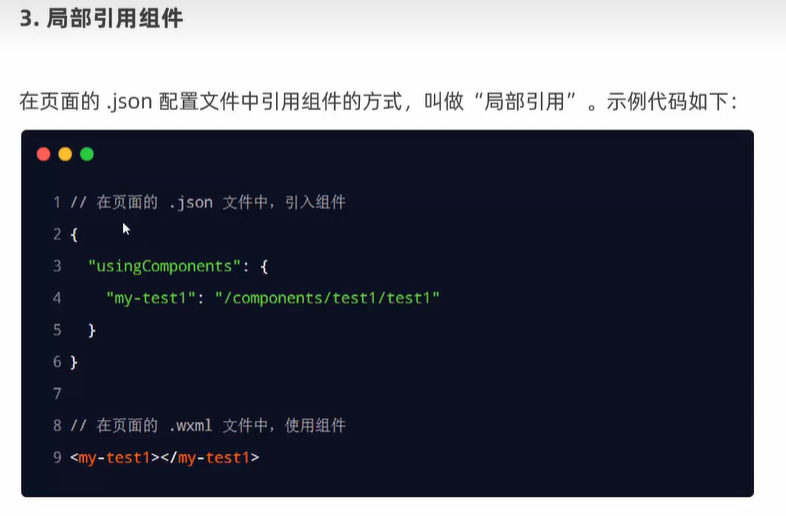 3. 局部引用组件
在页面的 .json 配置文件中引用组件的方式，叫做“局部引用”。示例代码如下：
1 // 在页面的 .json 文件中，引入组件
2 {
3   "usingComponents": {
4     "my-test1": "/components/test1/test1"
5   }
6 }
7
8 // 在页面的 .wxml 文件中，使用组件
9 <my-test1></my-test1>